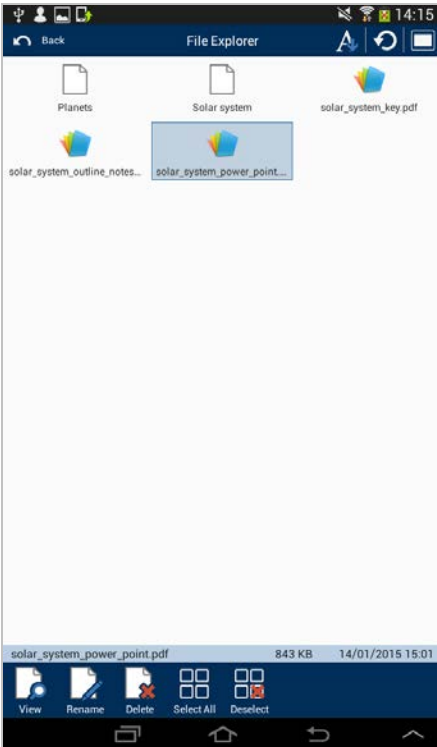 14:15
Back File Explorer
Planets Solar system solar_system_key.pdf
solar_system_outline_notes... solar_system_power_point....
solar_system_power_point.pdf 843 KB 14/01/2015 15:01
View Rename Delete Select All Deselect